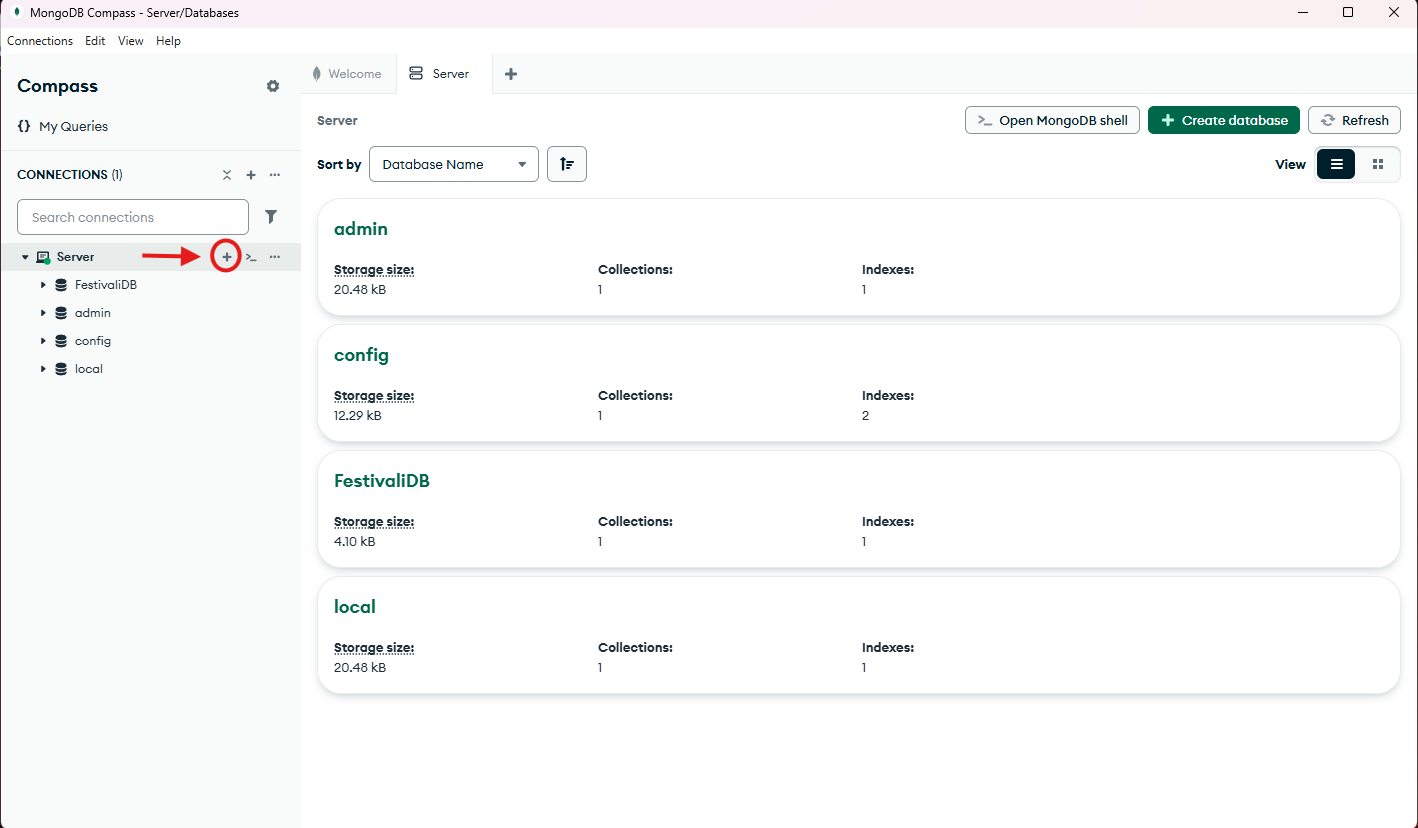 MongoDB Compass - Server/Databases
Connections Edit View Help
Compass
{} My Queries
CONNECTIONS (1)
Search connections
Server
FestivaliDB
admin
config
local
Welcome
Server
Server
>_ Open MongoDB shell
+ Create database
Refresh
Sort by
Database Name
View
admin
Storage size: Collections: Indexes:
20.48 kB 1 1
config
Storage size: Collections: Indexes:
12.29 kB 1 2
FestivaliDB
Storage size: Collections: Indexes:
4.10 kB 1 1
local
Storage size: Collections: Indexes:
20.48 kB 1 1